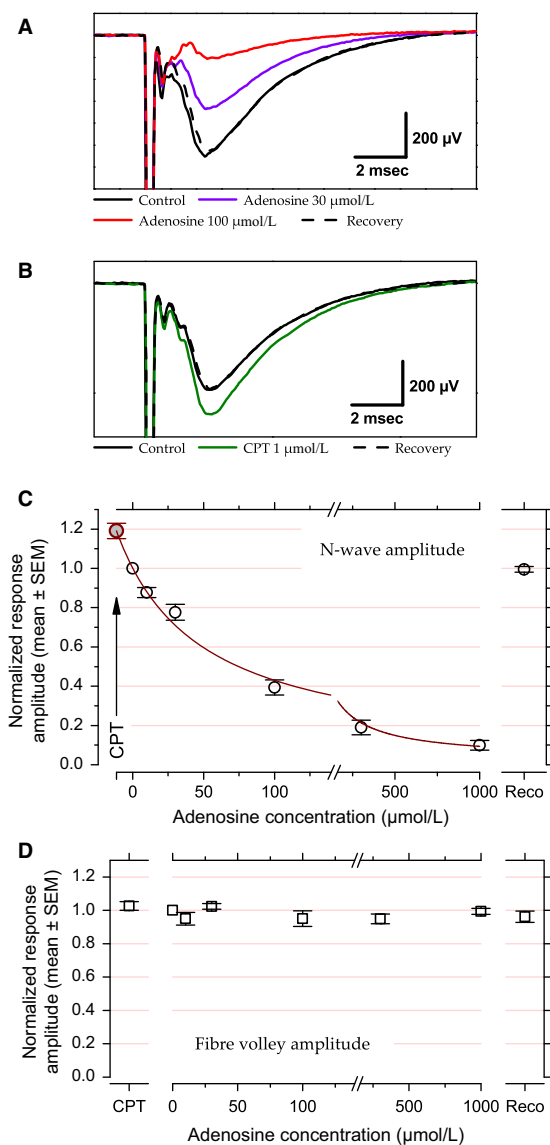 A
200 µV
2 msec
Control Adenosine 30 µmol/L
Adenosine 100 µmol/L Recovery
B
200 µV
2 msec
Control CPT 1 µmol/L Recovery
C
N-wave amplitude
Normalized response
amplitude (mean ± SEM)
1.2
1.0
0.8
0.6
0.4
0.2
0.0
CPT
0 50 100 500 1000 Reco
Adenosine concentration (µmol/L)
D
Normalized response
amplitude (mean ± SEM)
1.2
1.0
0.8
0.6
0.4
0.2
0.0
Fibre volley amplitude
CPT 0 50 100 500 1000 Reco
Adenosine concentration (µmol/L)